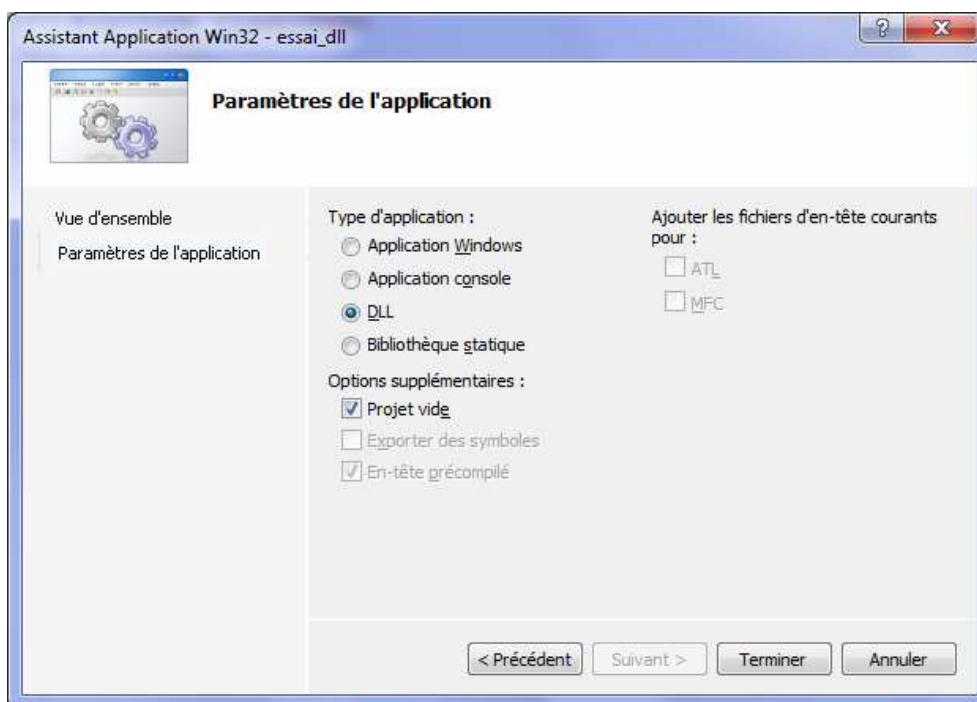 Assistant Application Win32 - essai_dll
Paramètres de l'application
Vue d'ensemble
Paramètres de l'application
Type d'application :
Application Windows
Application console
DLL
Bibliothèque statique
Options supplémentaires :
Projet vide
Exporter des symboles
En-tête précompilé
Ajouter les fichiers d'en-tête courants
pour :
ATL
MFC
< Précédent
Suivant >
Terminer
Annuler